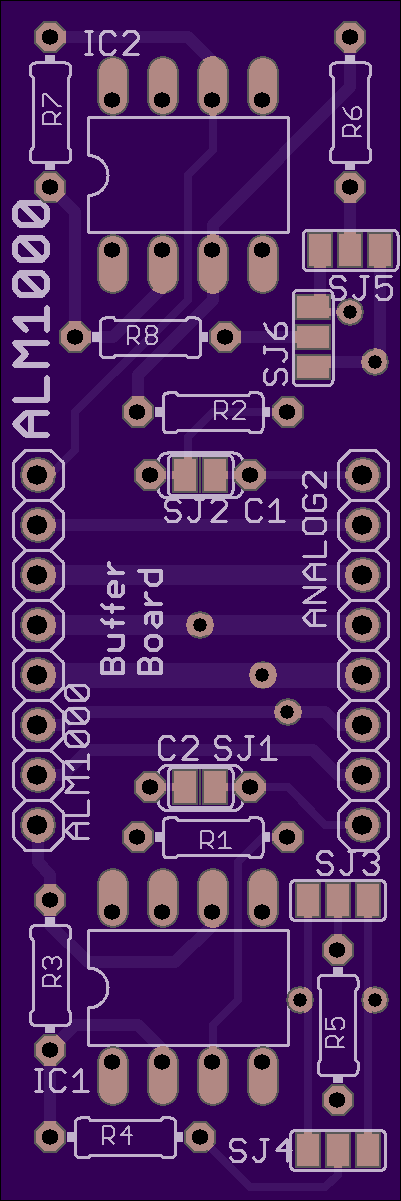 IC2
R7
R6
ALM1000
SJ5
SJ6
R8
R2
SJ2 C1
ANALOG2
Buffer
Board
ALM1000
C2 SJ1
R1
SJ3
R3
R5
IC1
R4
SJ4